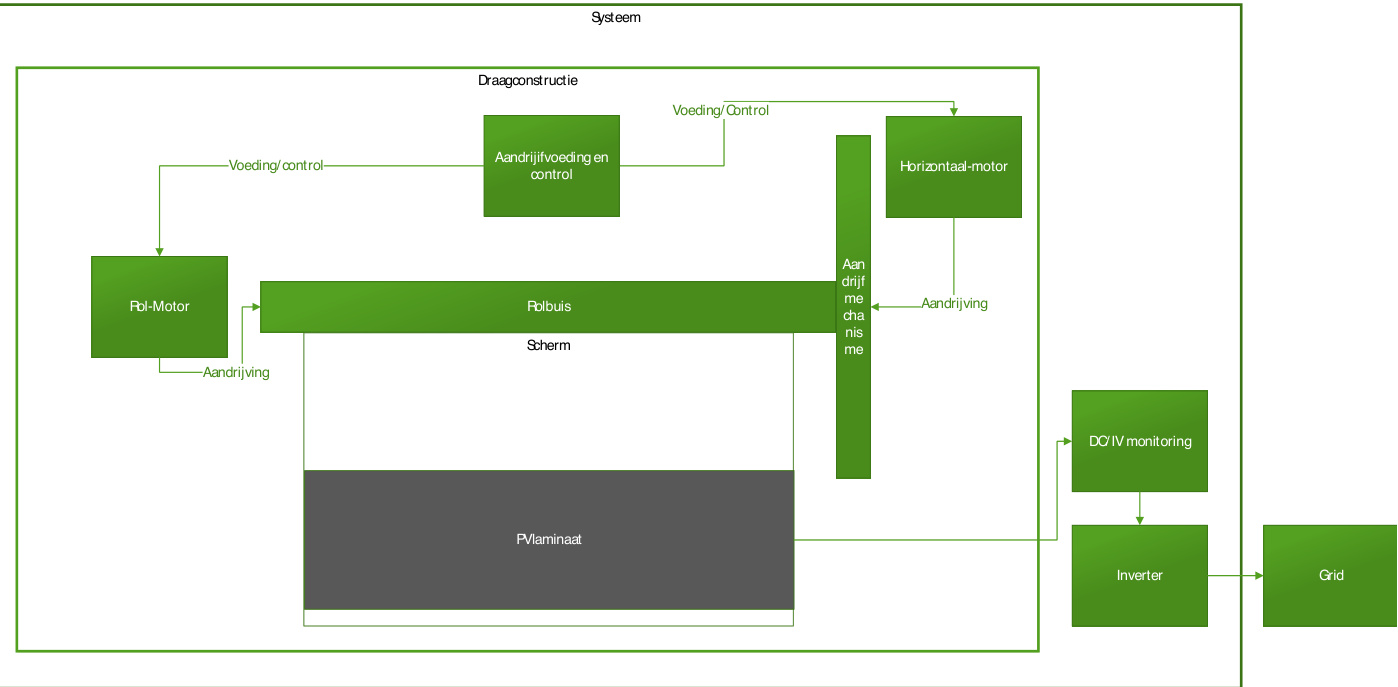 Systeem
Draagconstructie
Voeding/Control
Aandrijfvoeding en
control
Voeding/control
Horizontaal-motor
Aan
drijf
me
cha
nis
me
Rol-Motor
Rolbuis
Aandrijving
Scherm
Aandrijving
DC/IV monitoring
PVlaminaat
Inverter
Grid